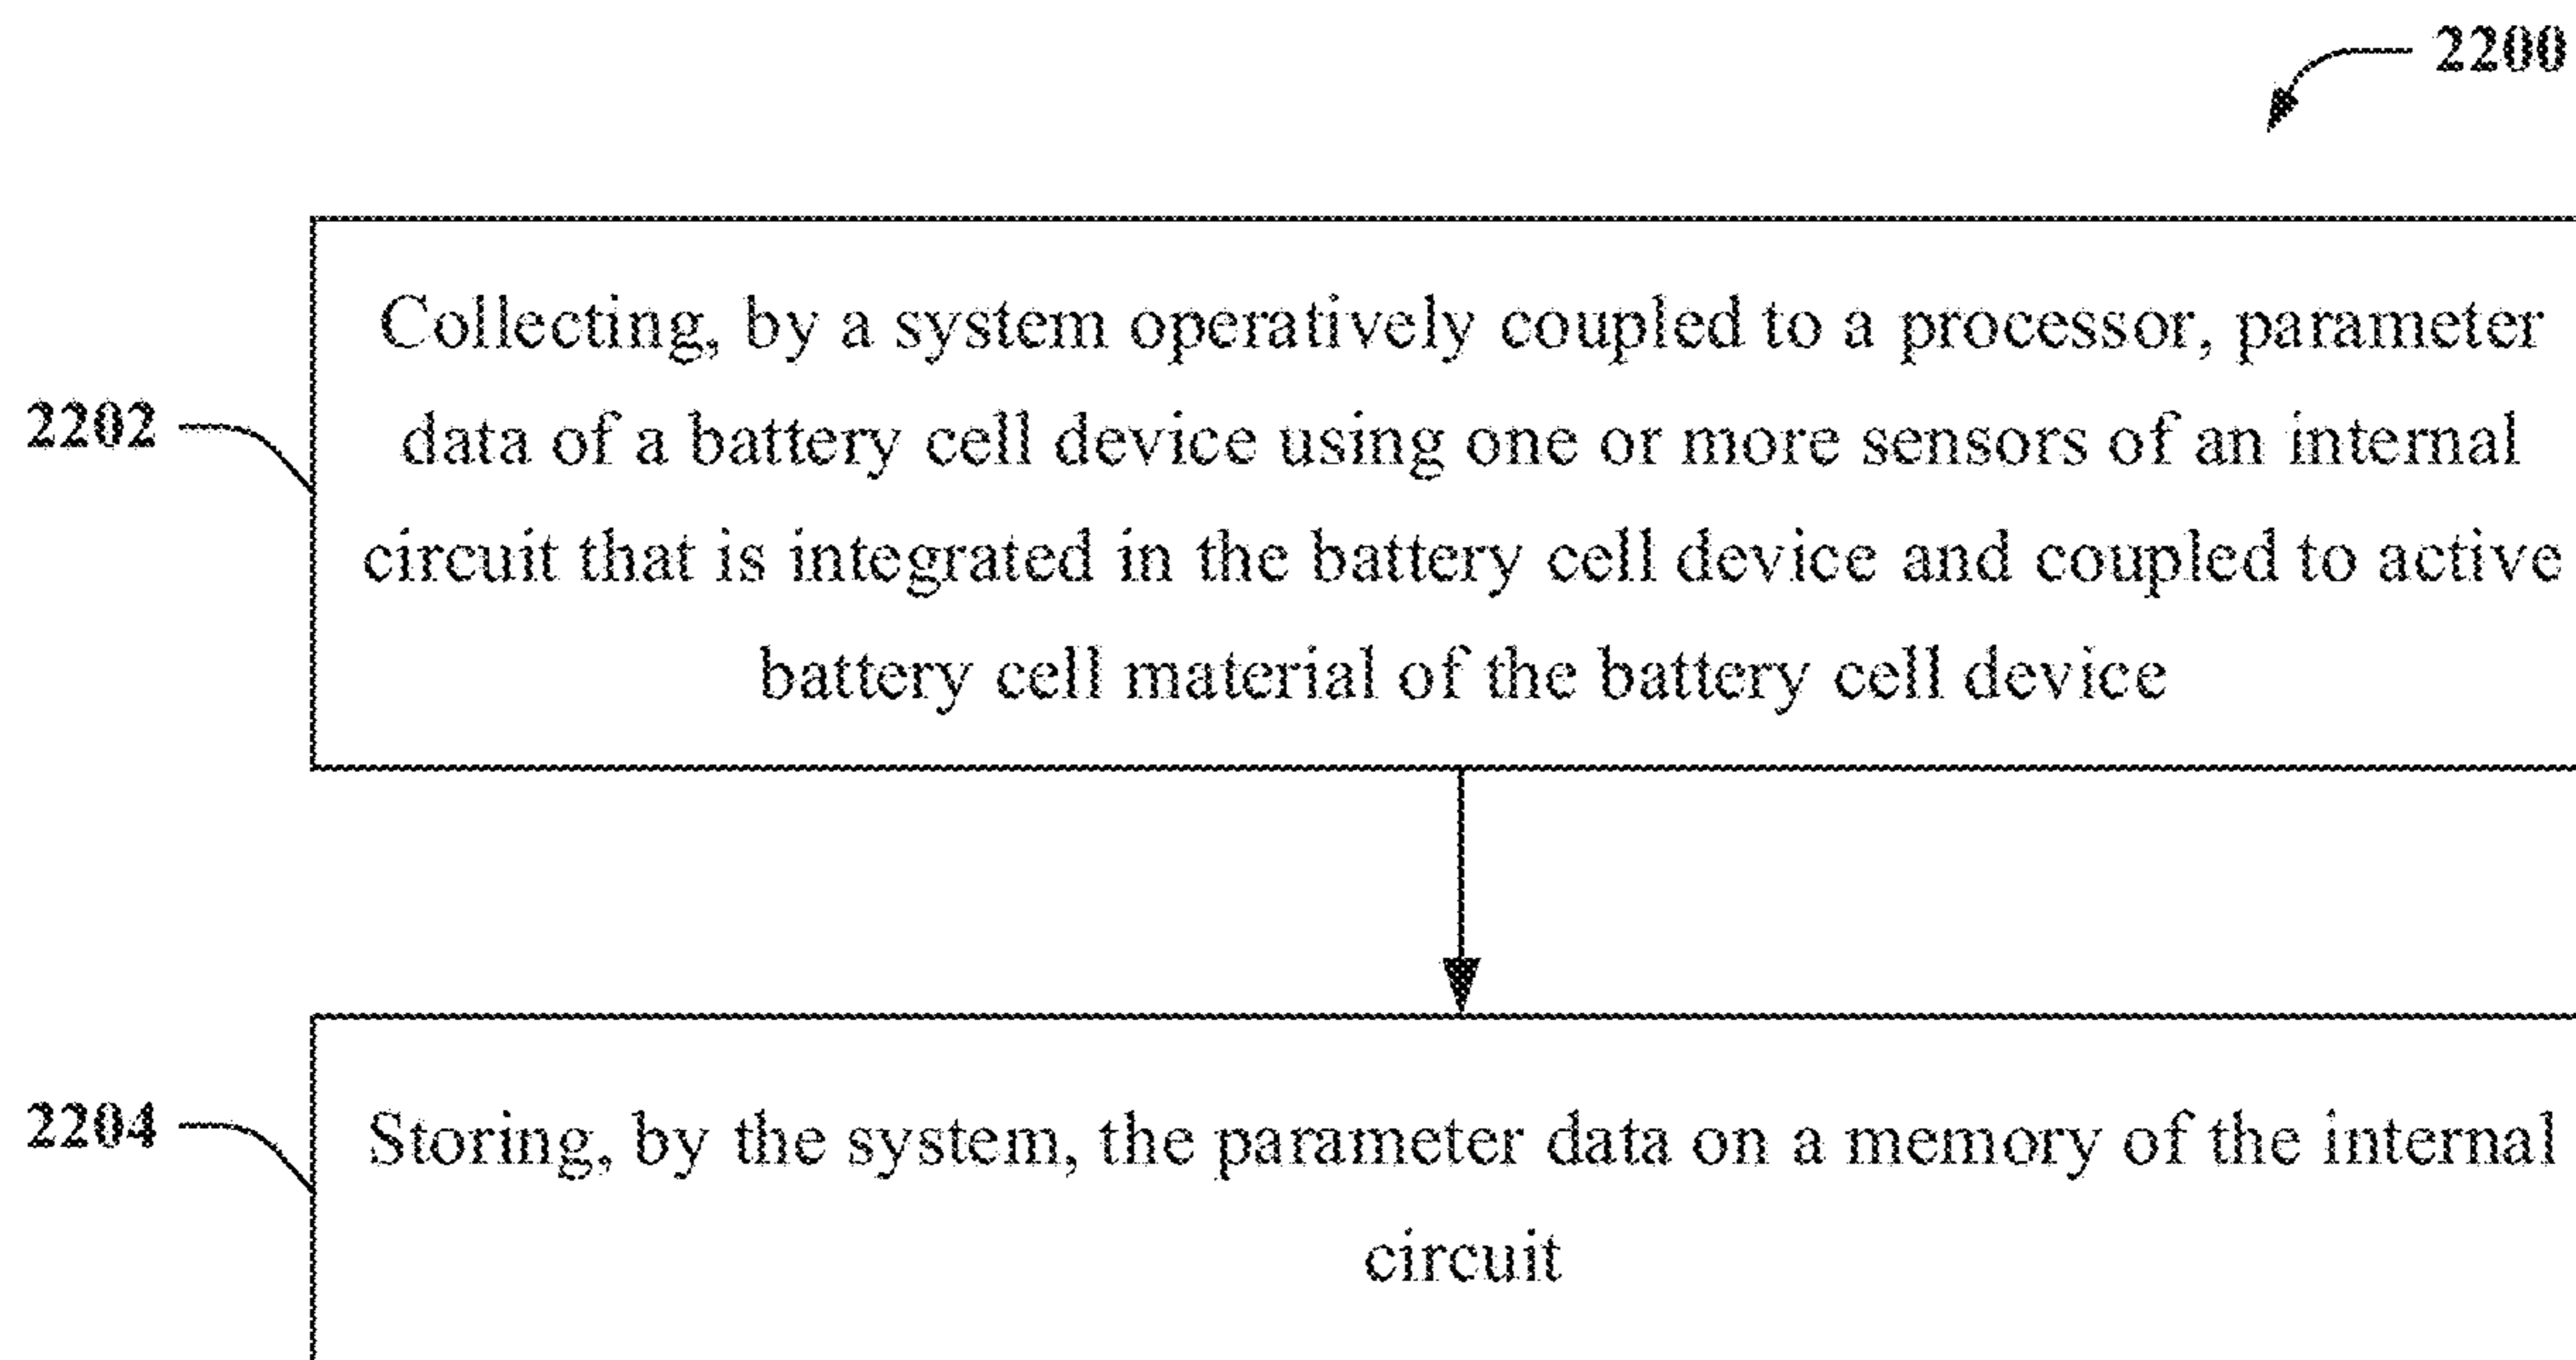 2200
Collecting, by a system operatively coupled to a processor, parameter
2202
data of a battery cell device using one or more sensors of an internal
circuit that is integrated in the battery cell device and coupled to active
battery cell material of the battery cell device
2204
Storing, by the system, the parameter data on a memory of the internal
circuit